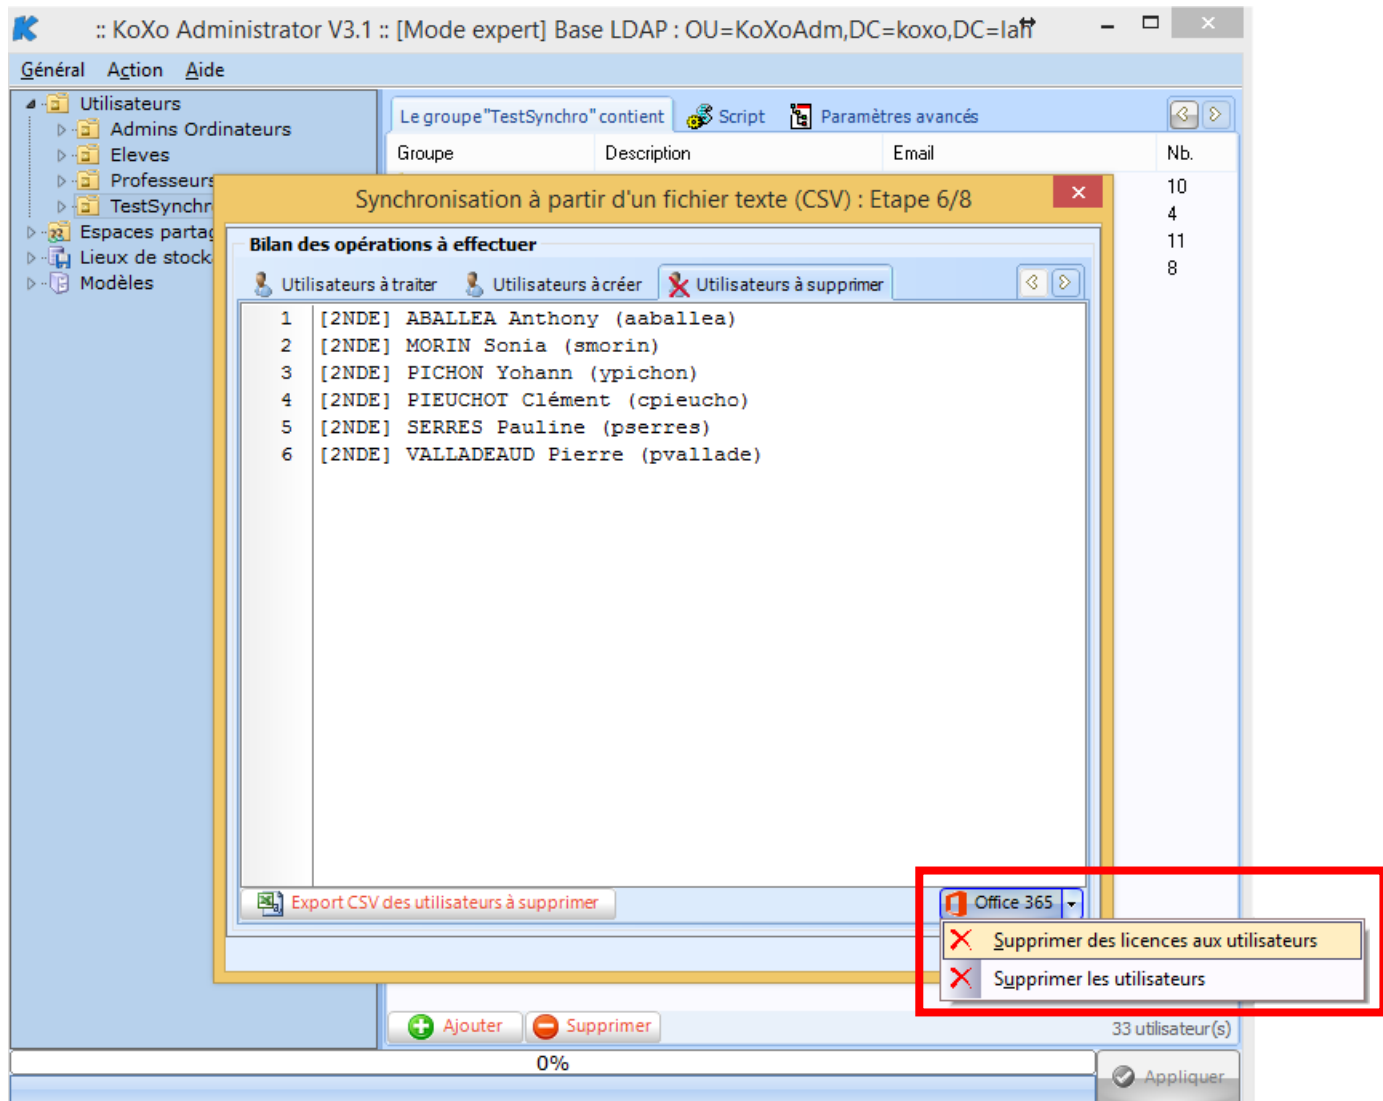 :: KoXo Administrator V3.1 :: [Mode expert] Base LDAP : OU=KoXoAdm,DC=koxo,DC=lan
Général Action Aide
Utilisateurs
Admins Ordinateurs
Eleves
Professeurs
TestSynchr
Espaces partag
Lieux de stock
Modèles
Le groupe "TestSynchro" contient Script Paramètres avancés
Groupe Description Email Nb.
10
4
11
8
Synchronisation à partir d'un fichier texte (CSV) : Etape 6/8
Bilan des opérations à effectuer
Utilisateurs à traiter Utilisateurs à créer Utilisateurs à supprimer
1 [2NDE] ABALLEA Anthony (aaballea)
2 [2NDE] MORIN Sonia (smorin)
3 [2NDE] PICHON Yohann (ypichon)
4 [2NDE] PIEUCHOT Clément (cpieucho)
5 [2NDE] SERRES Pauline (pserres)
6 [2NDE] VALLADEAUD Pierre (pvallade)
Export CSV des utilisateurs à supprimer Office 365
Supprimer des licences aux utilisateurs
Supprimer les utilisateurs
Ajouter Supprimer 33 utilisateur(s)
0%
Appliquer